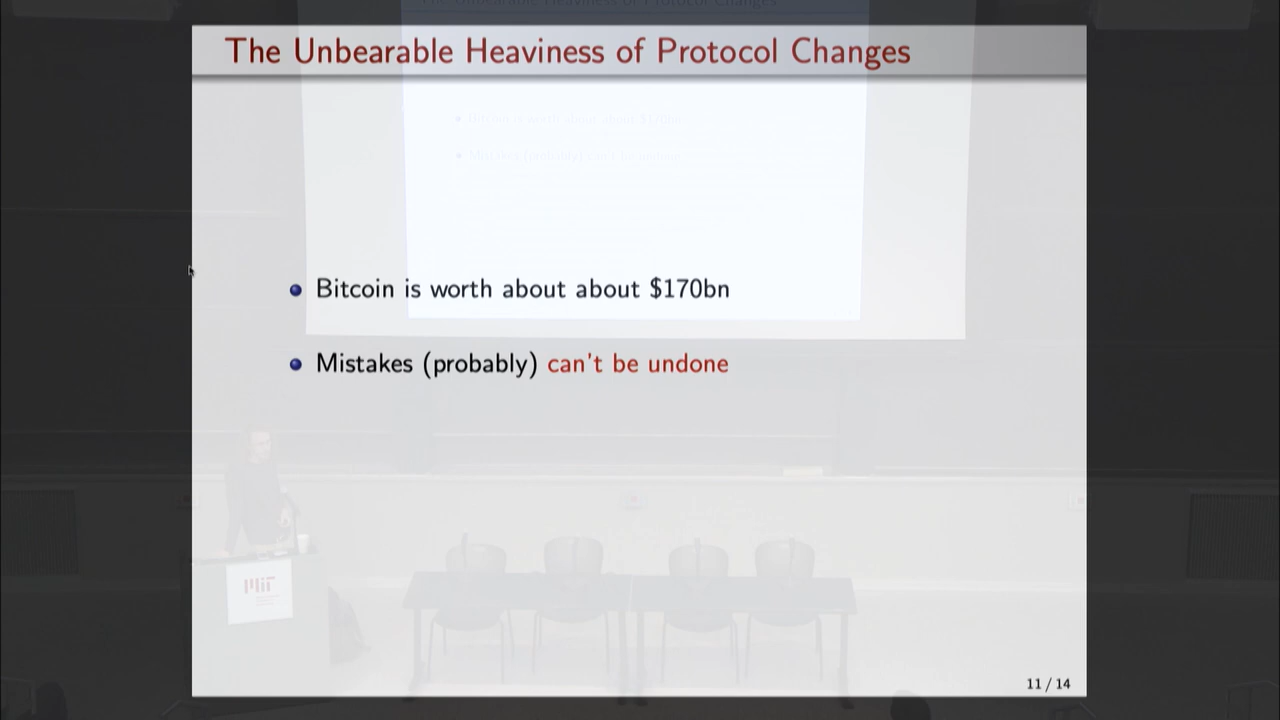 The Unbearable Heaviness of Protocol Changes
Bitcoin is worth about about $170bn
Mistakes (probably) can't be undone
MIT
11 / 14